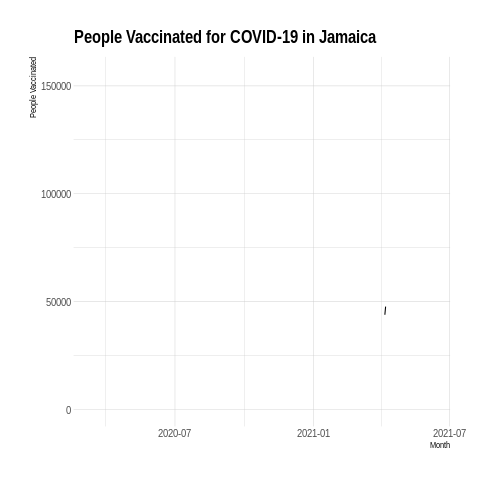 People Vaccinated for COVID-19 in Jamaica
People Vaccinated
150000
100000
50000
0
2020-07 2021-01 2021-07
Month